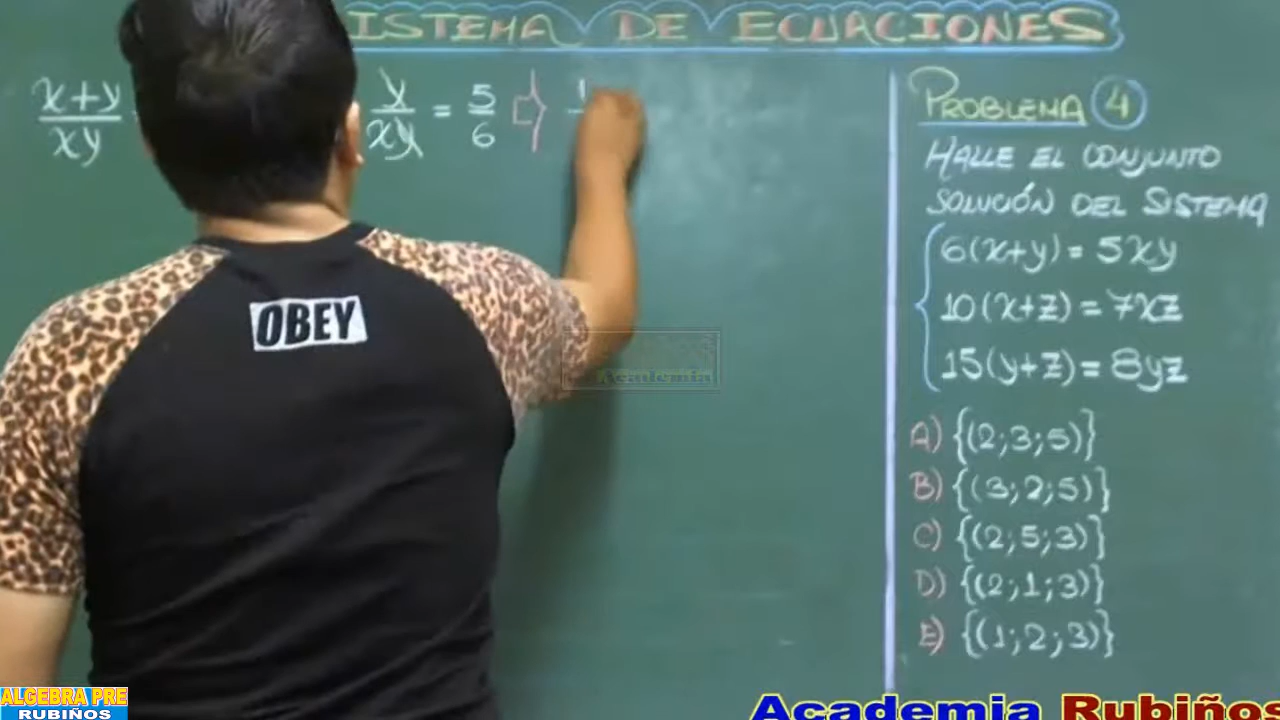 ISTEMA DE ECUACIONES
x+y/xy y/xy = 5/6 ⇒ 1
PROBLEMA 4
HALLE EL CONJUNTO
SOLUCIÓN DEL SISTEMA
6(x+y) = 5xy
10(x+z) = 7xz
15(y+z) = 8yz
A) {(2;3;5)}
B) {(3;2;5)}
C) {(2;5;3)}
D) {(2;1;3)}
E) {(1;2;3)}
OBEY
Academia
ALGEBRA PRE
RUBIÑOS
Academia Rubiños